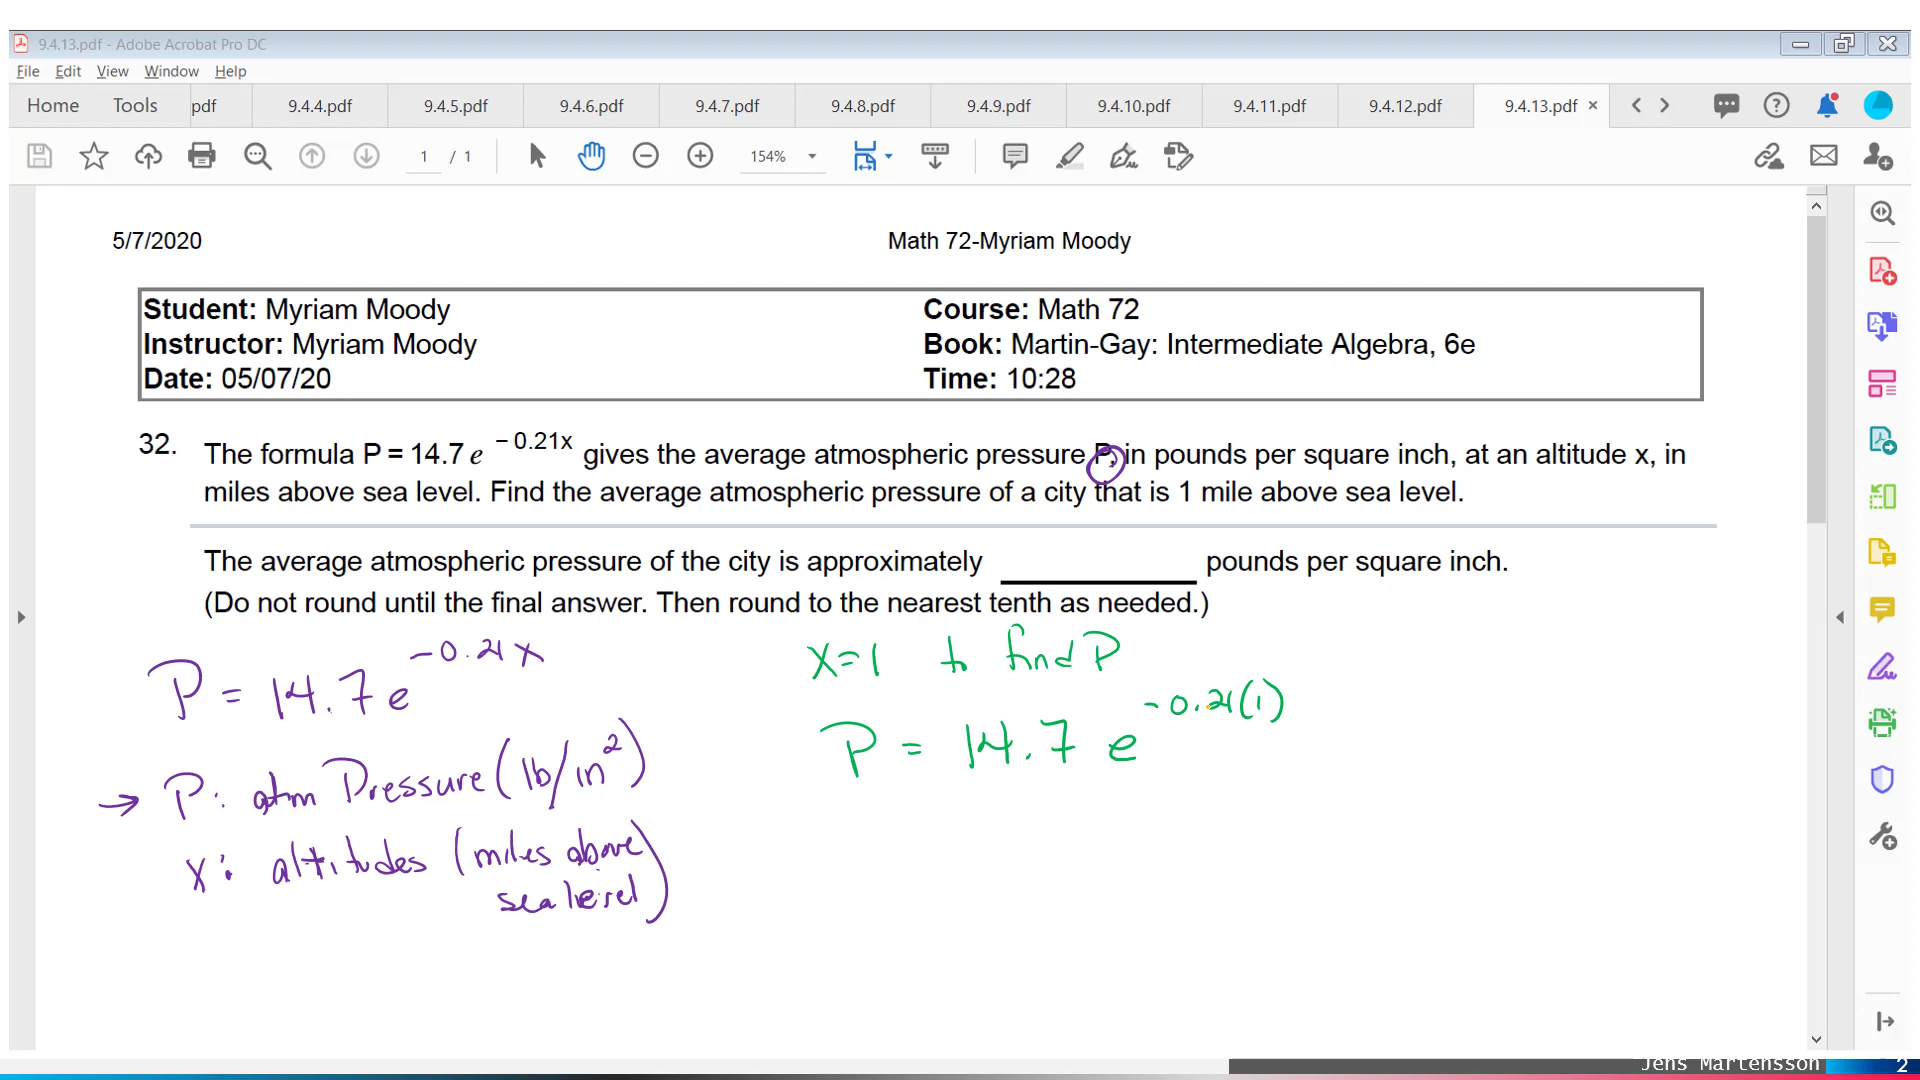 9.4.13.pdf - Adobe Acrobat Pro DC
File Edit View Window Help
Home Tools pdf 9.4.4.pdf 9.4.5.pdf 9.4.6.pdf 9.4.7.pdf 9.4.8.pdf 9.4.9.pdf 9.4.10.pdf 9.4.11.pdf 9.4.12.pdf 9.4.13.pdf ×
1 / 1 154%
5/7/2020 Math 72-Myriam Moody
Student: Myriam Moody Course: Math 72
Instructor: Myriam Moody Book: Martin-Gay: Intermediate Algebra, 6e
Date: 05/07/20 Time: 10:28
32. The formula P = 14.7 e^(− 0.21x) gives the average atmospheric pressure P, in pounds per square inch, at an altitude x, in
miles above sea level. Find the average atmospheric pressure of a city that is 1 mile above sea level.
The average atmospheric pressure of the city is approximately ________ pounds per square inch.
(Do not round until the final answer. Then round to the nearest tenth as needed.)
P = 14.7 e^(-0.21x)
→ P: atm Pressure (lb/in²)
x: altitudes (miles above
sea level)
x=1 to find P
P = 14.7 e^(-0.21(1))
Jens Martensson 2